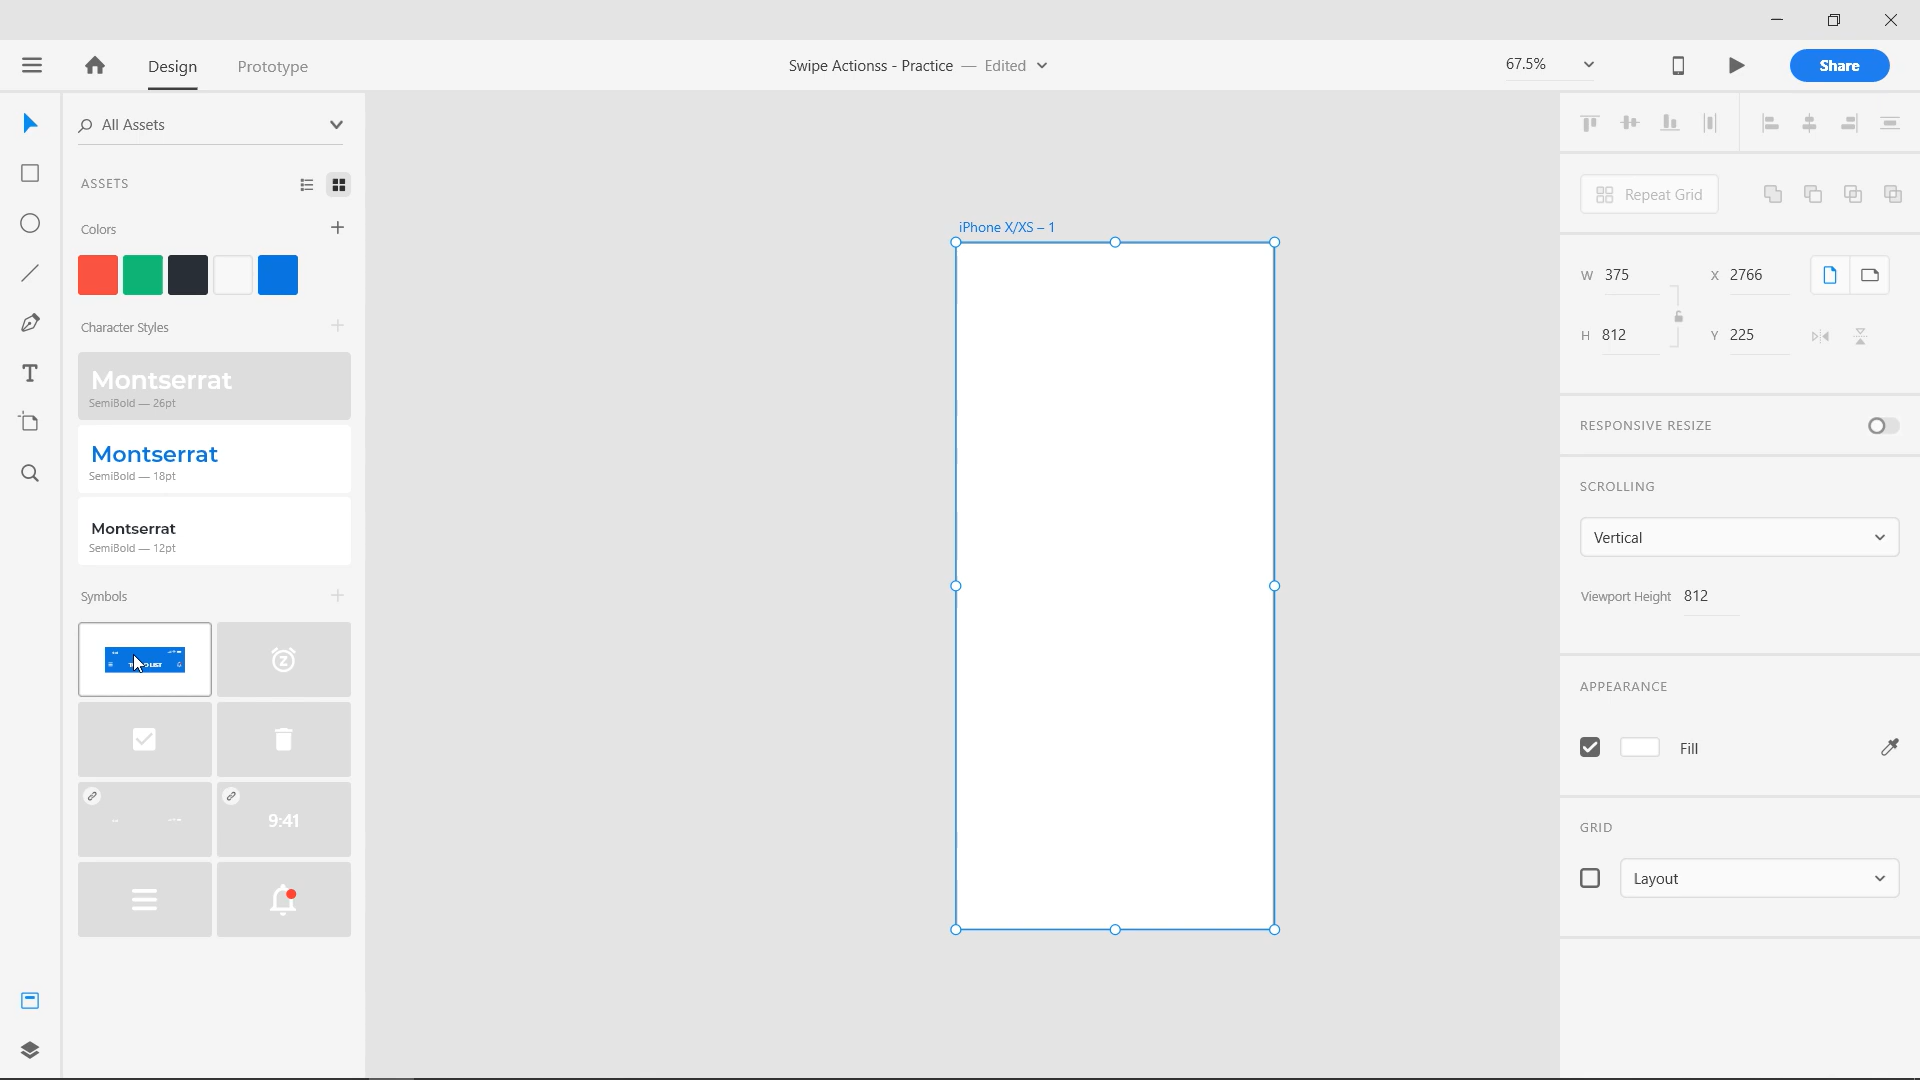 Design
Prototype
Swipe Actionss - Practice — Edited
67.5%
Share
All Assets
ASSETS
Colors
Character Styles
Montserrat
SemiBold — 26pt
Montserrat
SemiBold — 18pt
Montserrat
SemiBold — 12pt
Symbols
LIST
Z
9:41
iPhone X/XS – 1
Repeat Grid
W 375
X 2766
H 812
Y 225
RESPONSIVE RESIZE
SCROLLING
Vertical
Viewport Height 812
APPEARANCE
Fill
GRID
Layout